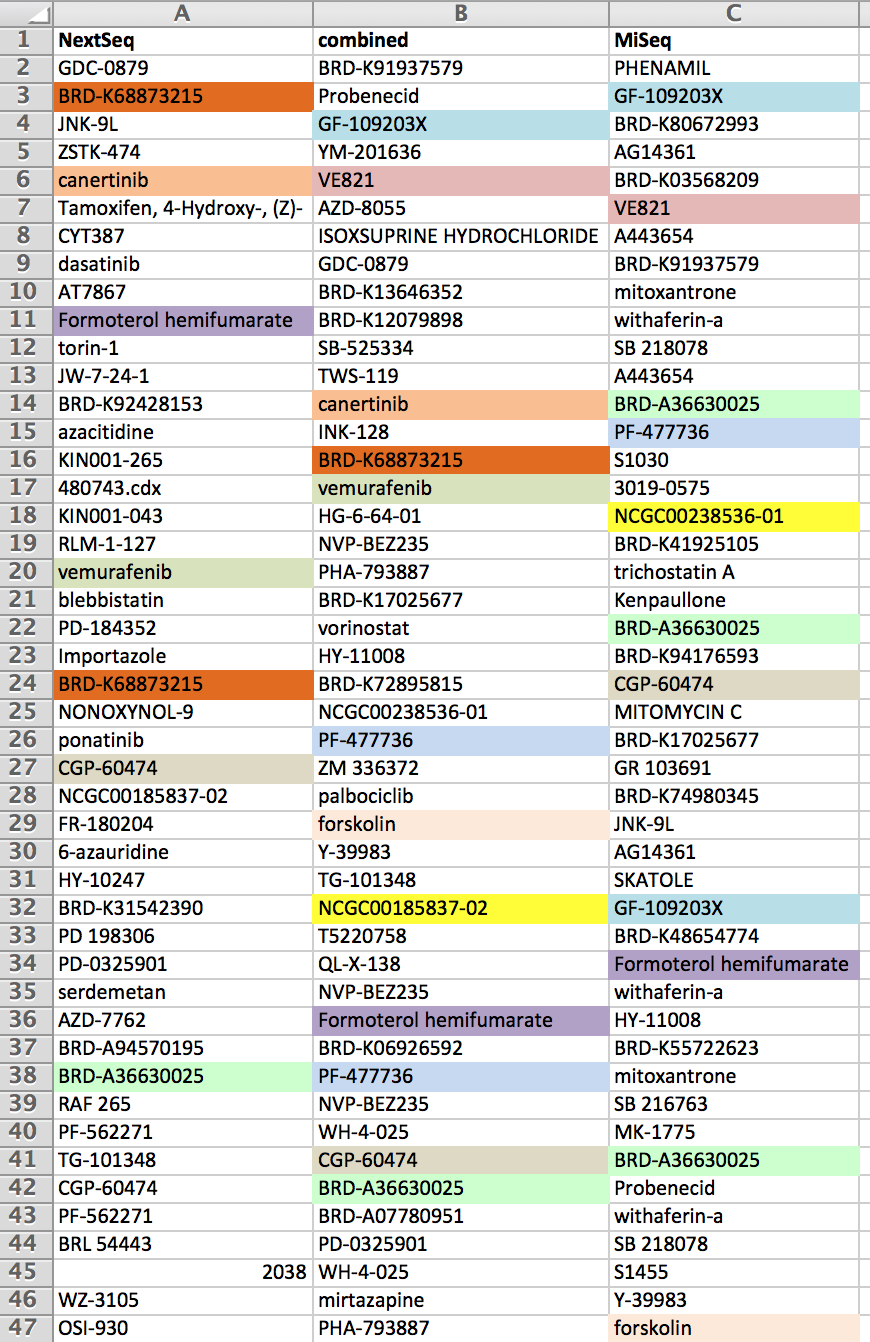 A B C
1 NextSeq combined MiSeq
2 GDC-0879 BRD-K91937579 PHENAMIL
3 BRD-K68873215 Probenecid GF-109203X
4 JNK-9L GF-109203X BRD-K80672993
5 ZSTK-474 YM-201636 AG14361
6 canertinib VE821 BRD-K03568209
7 Tamoxifen, 4-Hydroxy-, (Z)- AZD-8055 VE821
8 CYT387 ISOXSUPRINE HYDROCHLORIDE A443654
9 dasatinib GDC-0879 BRD-K91937579
10 AT7867 BRD-K13646352 mitoxantrone
11 Formoterol hemifumarate BRD-K12079898 withaferin-a
12 torin-1 SB-525334 SB 218078
13 JW-7-24-1 TWS-119 A443654
14 BRD-K92428153 canertinib BRD-A36630025
15 azacitidine INK-128 PF-477736
16 KIN001-265 BRD-K68873215 S1030
17 480743.cdx vemurafenib 3019-0575
18 KIN001-043 HG-6-64-01 NCGC00238536-01
19 RLM-1-127 NVP-BEZ235 BRD-K41925105
20 vemurafenib PHA-793887 trichostatin A
21 blebbistatin BRD-K17025677 Kenpaullone
22 PD-184352 vorinostat BRD-A36630025
23 Importazole HY-11008 BRD-K94176593
24 BRD-K68873215 BRD-K72895815 CGP-60474
25 NONOXYNOL-9 NCGC00238536-01 MITOMYCIN C
26 ponatinib PF-477736 BRD-K17025677
27 CGP-60474 ZM 336372 GR 103691
28 NCGC00185837-02 palbociclib BRD-K74980345
29 FR-180204 forskolin JNK-9L
30 6-azauridine Y-39983 AG14361
31 HY-10247 TG-101348 SKATOLE
32 BRD-K31542390 NCGC00185837-02 GF-109203X
33 PD 198306 T5220758 BRD-K48654774
34 PD-0325901 QL-X-138 Formoterol hemifumarate
35 serdemetan NVP-BEZ235 withaferin-a
36 AZD-7762 Formoterol hemifumarate HY-11008
37 BRD-A94570195 BRD-K06926592 BRD-K55722623
38 BRD-A36630025 PF-477736 mitoxantrone
39 RAF 265 NVP-BEZ235 SB 216763
40 PF-562271 WH-4-025 MK-1775
41 TG-101348 CGP-60474 BRD-A36630025
42 CGP-60474 BRD-A36630025 Probenecid
43 PF-562271 BRD-A07780951 withaferin-a
44 BRL 54443 PD-0325901 SB 218078
45 2038 WH-4-025 S1455
46 WZ-3105 mirtazapine Y-39983
47 OSI-930 PHA-793887 forskolin